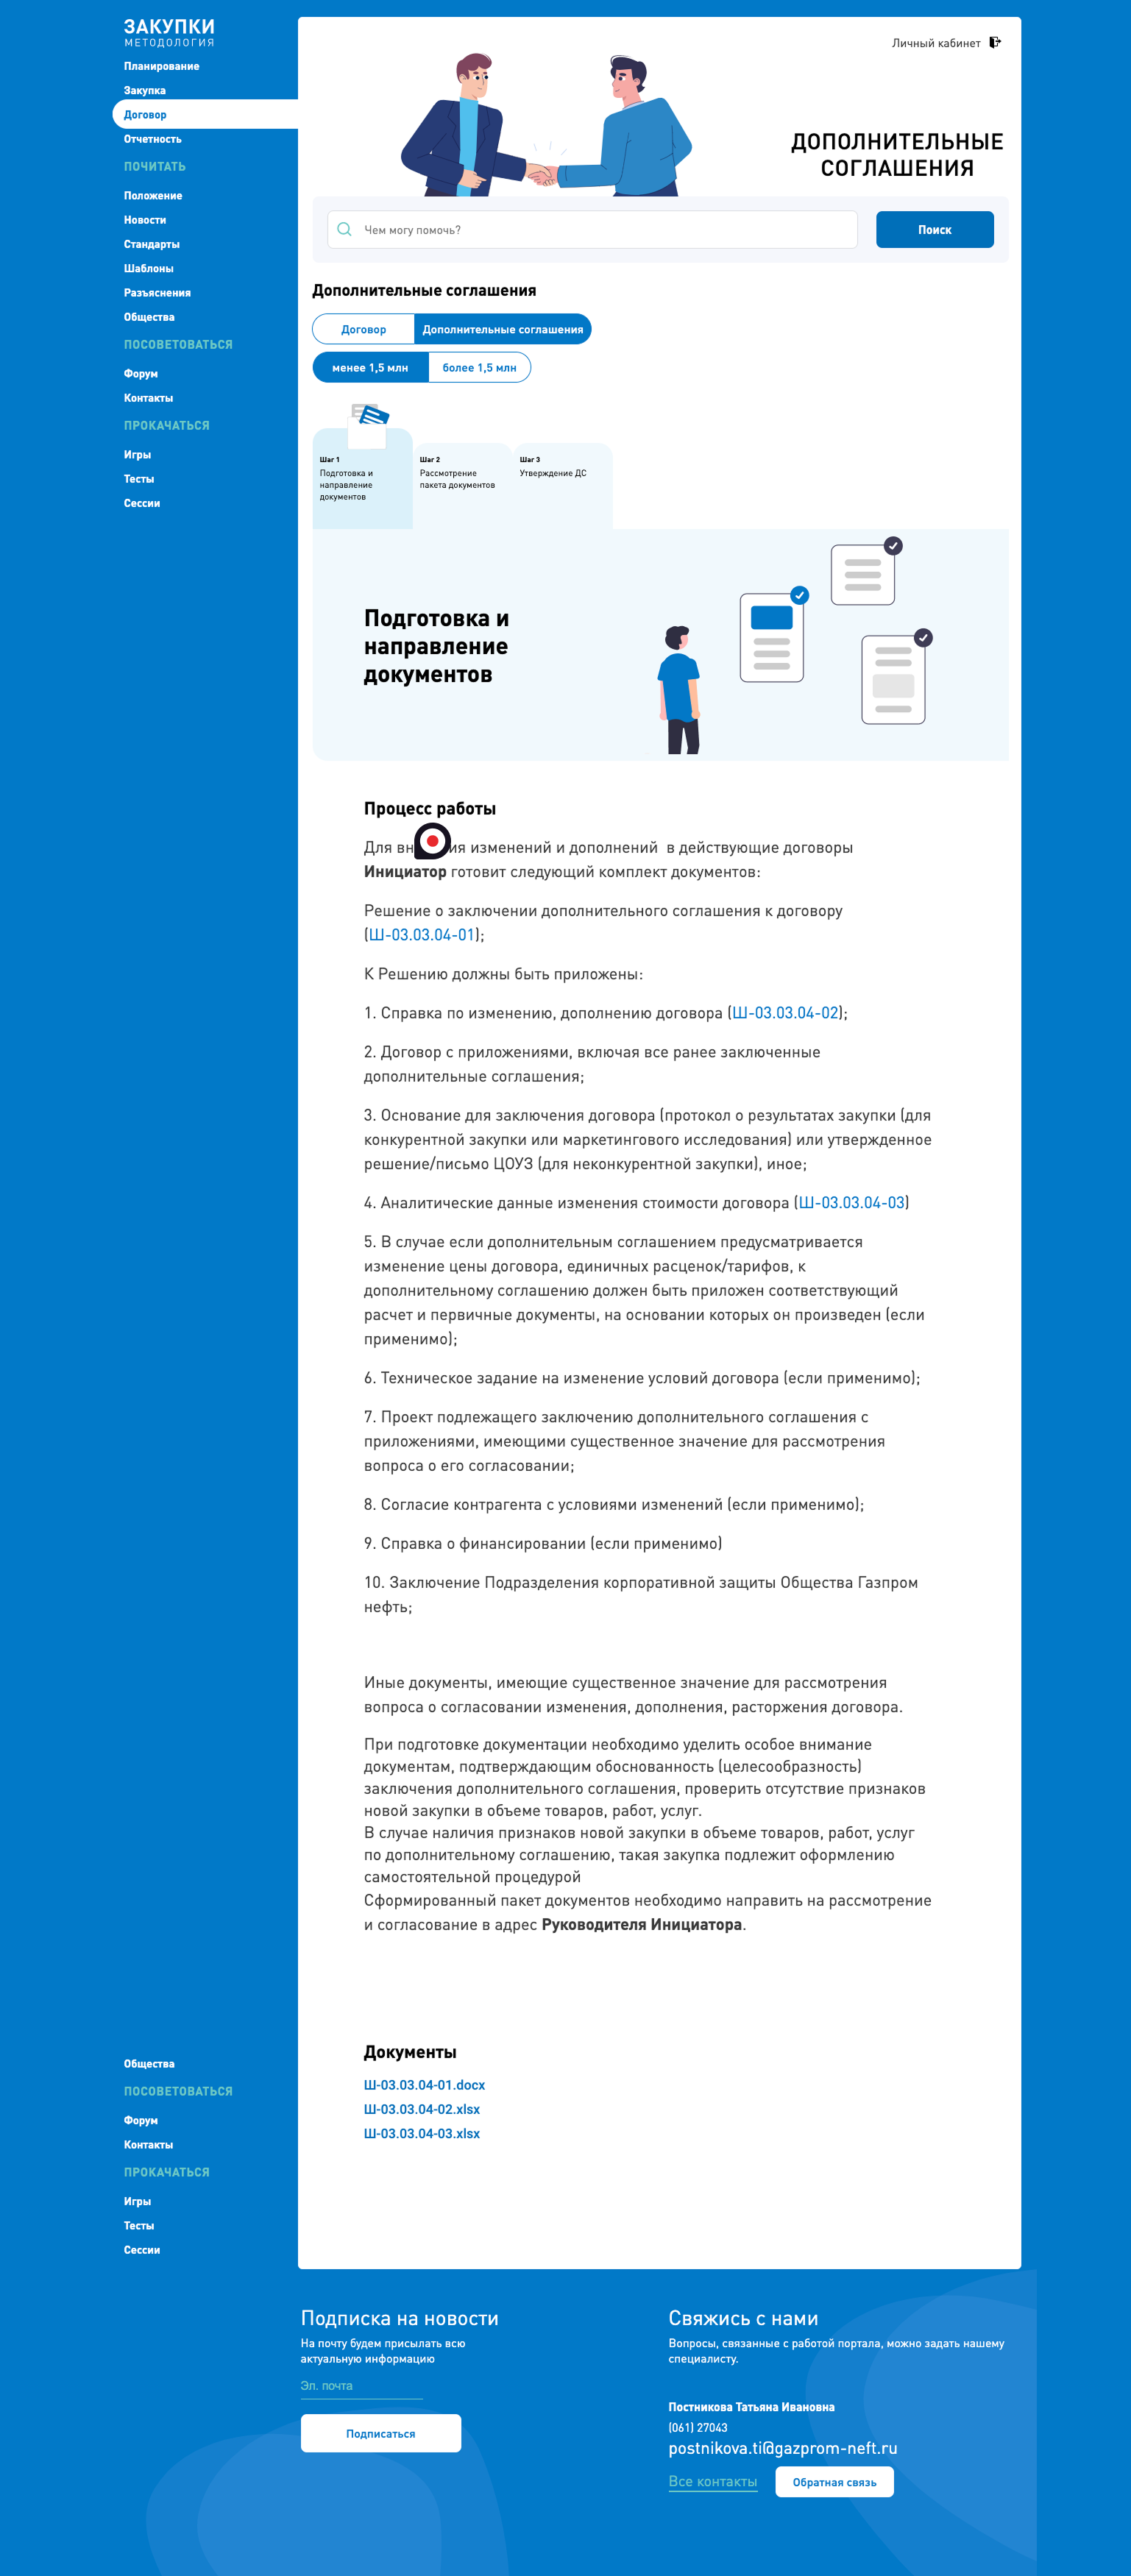 ЗАКУПКИ
МЕТОДОЛОГИЯ
Планирование
Закупка
Договор
Отчетность
ПОЧИТАТЬ
Положение
Новости
Стандарты
Шаблоны
Разъяснения
Общества
ПОСОВЕТОВАТЬСЯ
Форум
Контакты
ПРОКАЧАТЬСЯ
Игры
Тесты
Сессии
Личный кабинет
ДОПОЛНИТЕЛЬНЫЕ
СОГЛАШЕНИЯ
Чем могу помочь?
Поиск
Дополнительные соглашения
Договор
Дополнительные соглашения
менее 1,5 млн
более 1,5 млн
Шаг 1
Подготовка и
направление
документов
Шаг 2
Рассмотрение
пакета документов
Шаг 3
Утверждение ДС
Подготовка и
направление
документов
Процесс работы
Для изменений и дополнений в действующие договоры
Инициатор готовит следующий комплект документов:
Решение о заключении дополнительного соглашения к договору
(Ш-03.03.04-01);
К Решению должны быть приложены:
1. Справка по изменению, дополнению договора (Ш-03.03.04-02);
2. Договор с приложениями, включая все ранее заключенные
дополнительные соглашения;
3. Основание для заключения договора (протокол о результатах закупки (для
конкурентной закупки или маркетингового исследования) или утвержденное
решение/письмо ЦОУЗ (для неконкурентной закупки), иное;
4. Аналитические данные изменения стоимости договора (Ш-03.03.04-03)
5. В случае если дополнительным соглашением предусматривается
изменение цены договора, единичных расценок/тарифов, к
дополнительному соглашению должен быть приложен соответствующий
расчет и первичные документы, на основании которых он произведен (если
применимо);
6. Техническое задание на изменение условий договора (если применимо);
7. Проект подлежащего заключению дополнительного соглашения с
приложениями, имеющими существенное значение для рассмотрения
вопроса о его согласовании;
8. Согласие контрагента с условиями изменений (если применимо);
9. Справка о финансировании (если применимо)
10. Заключение Подразделения корпоративной защиты Общества Газпром
нефть;
Иные документы, имеющие существенное значение для рассмотрения
вопроса о согласовании изменения, дополнения, расторжения договора.
При подготовке документации необходимо уделить особое внимание
документам, подтверждающим обоснованность (целесообразность)
заключения дополнительного соглашения, проверить отсутствие признаков
новой закупки в объеме товаров, работ, услуг.
В случае наличия признаков новой закупки в объеме товаров, работ, услуг
по дополнительному соглашению, такая закупка подлежит оформлению
самостоятельной процедурой
Сформированный пакет документов необходимо направить на рассмотрение
и согласование в адрес Руководителя Инициатора.
Документы
Ш-03.03.04-01.docx
Ш-03.03.04-02.xlsx
Ш-03.03.04-03.xlsx
Общества
ПОСОВЕТОВАТЬСЯ
Форум
Контакты
ПРОКАЧАТЬСЯ
Игры
Тесты
Сессии
Подписка на новости
На почту будем присылать всю
актуальную информацию
Эл. почта
Подписаться
Свяжись с нами
Вопросы, связанные с работой портала, можно задать нашему
специалисту.
Постникова Татьяна Ивановна
(061) 27043
postnikova.ti@gazprom-neft.ru
Все контакты
Обратная связь